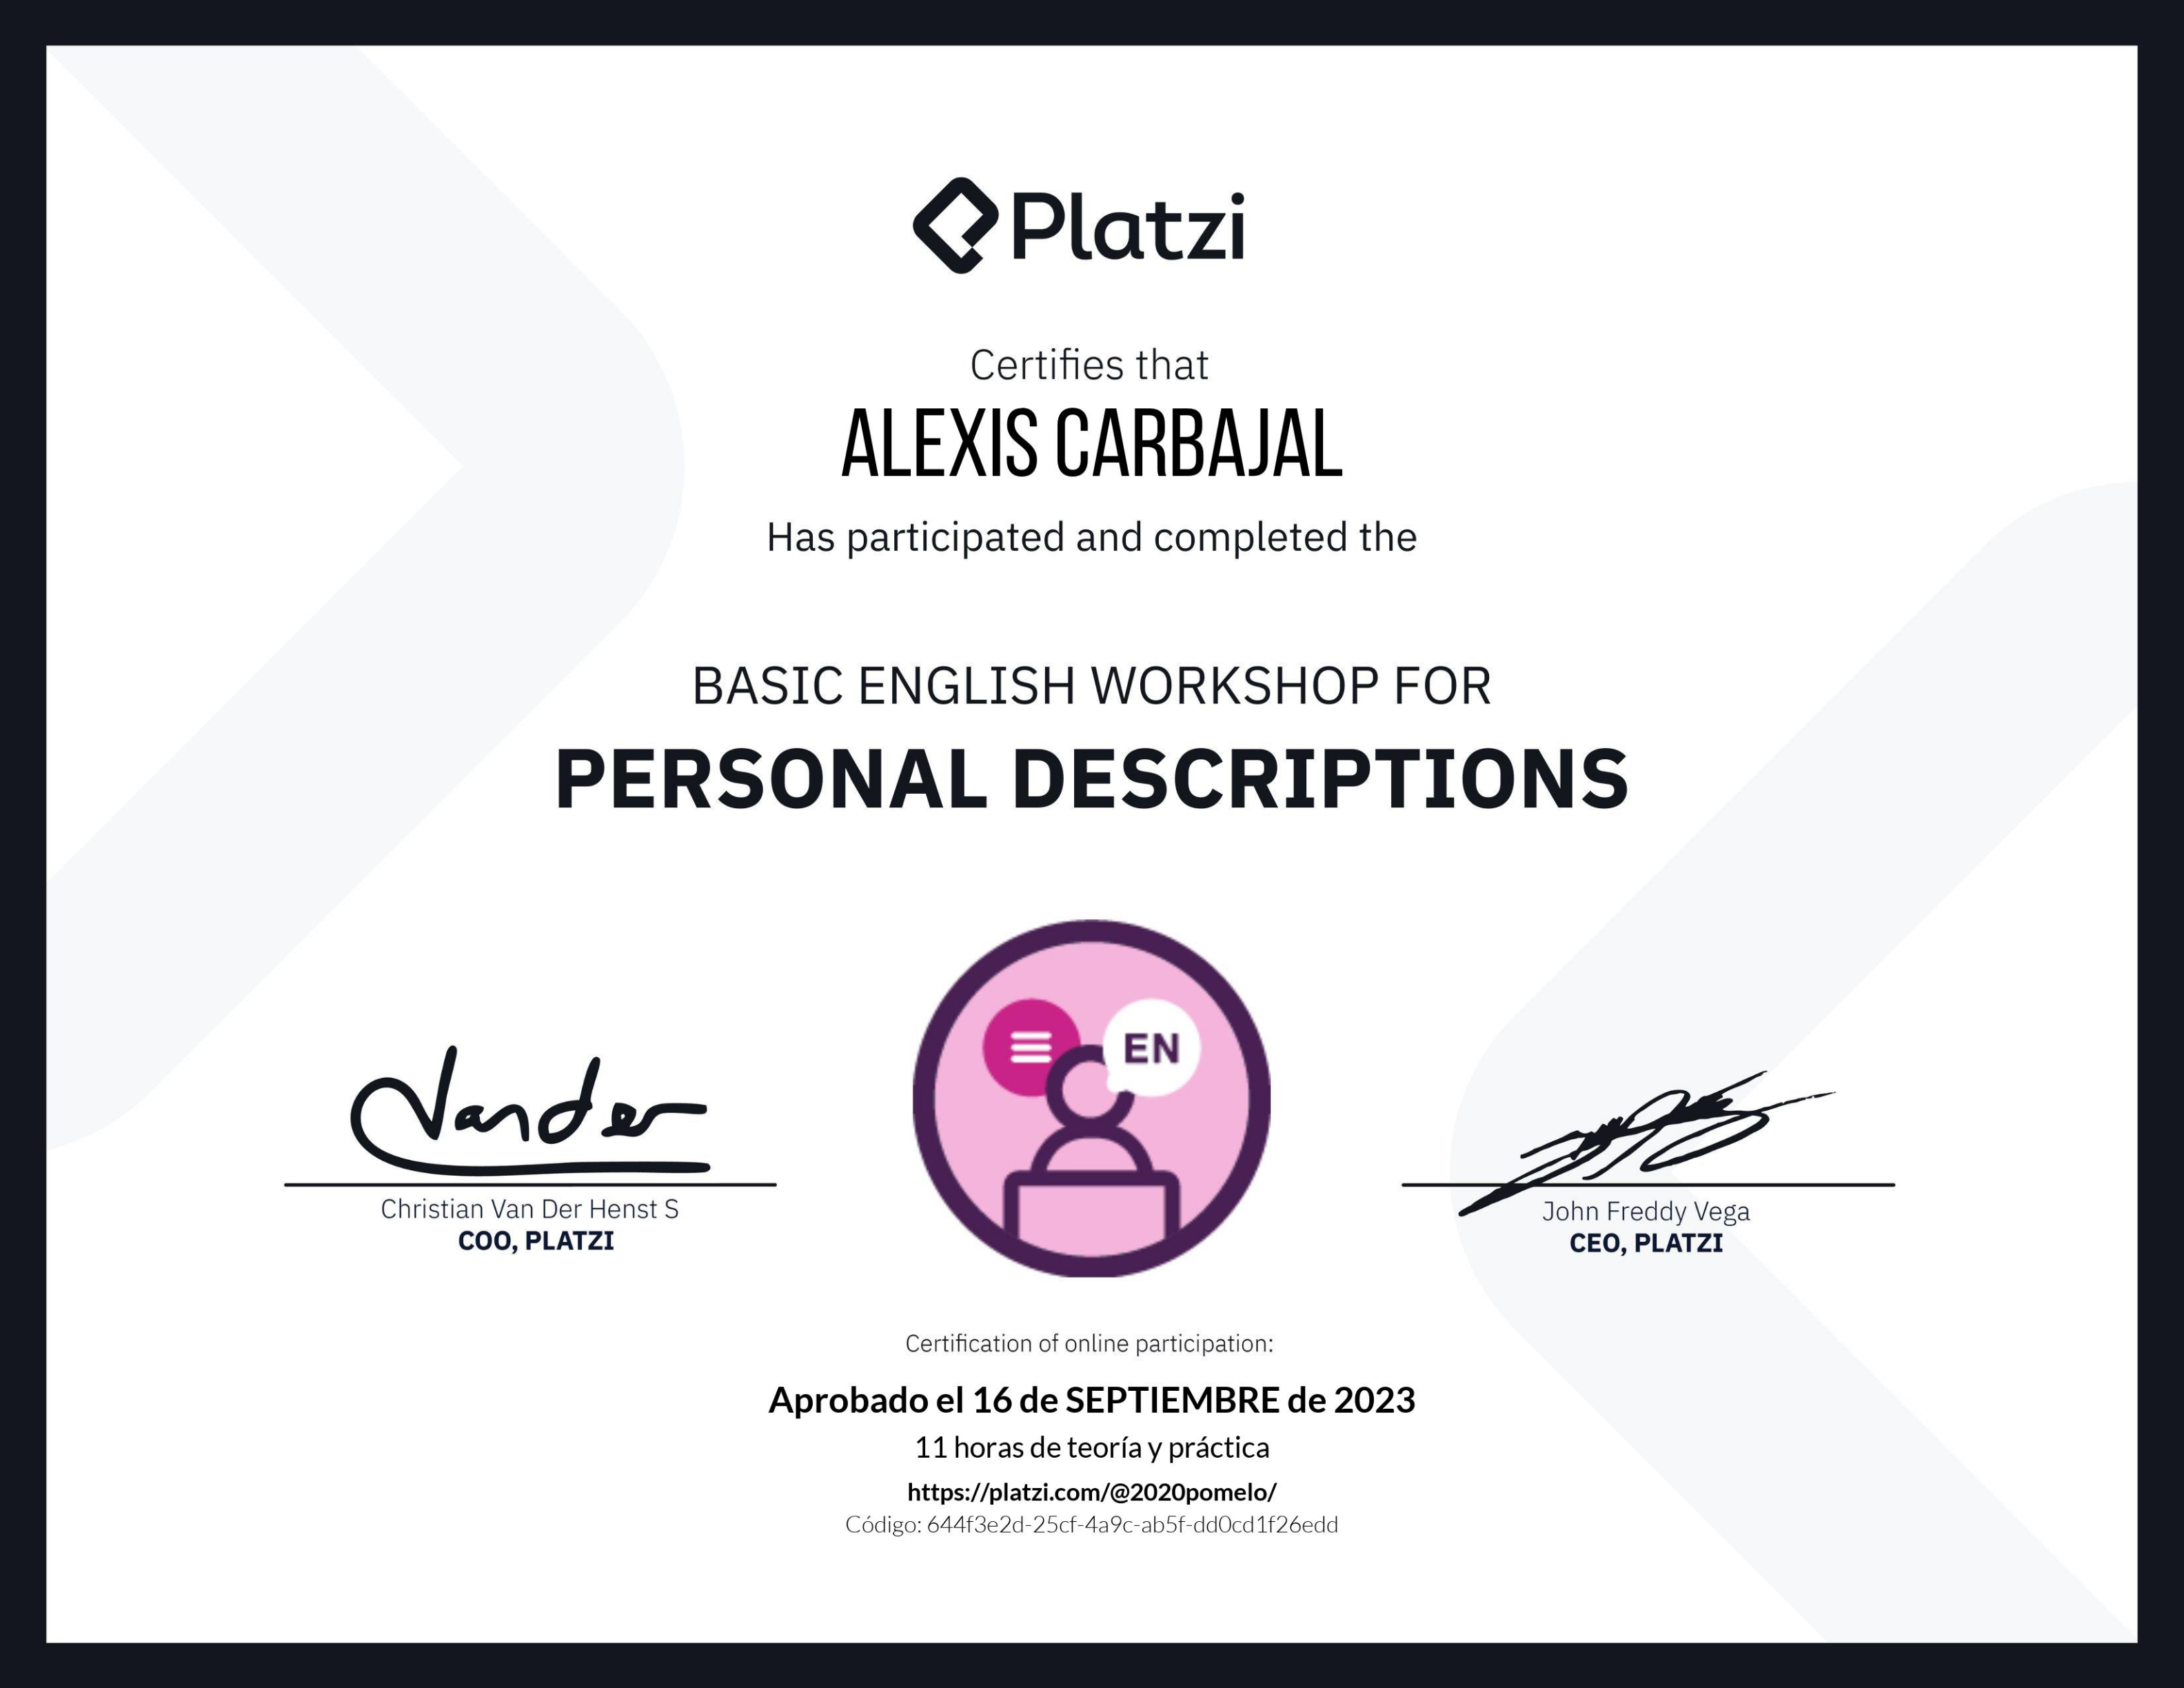 Platzi
Certifies that
ALEXIS CARBAJAL
Has participated and completed the
BASIC ENGLISH WORKSHOP FOR
PERSONAL DESCRIPTIONS
EN
Vander
Christian Van Der Henst S
COO, PLATZI
John Freddy Vega
CEO, PLATZI
Certification of online participation:
Aprobado el 16 de SEPTIEMBRE de 2023
11 horas de teoría y práctica
https://platzi.com/@2020pomelo/
Código: 644f3e2d-25cf-4a9c-ab5f-dd0cd1f26edd